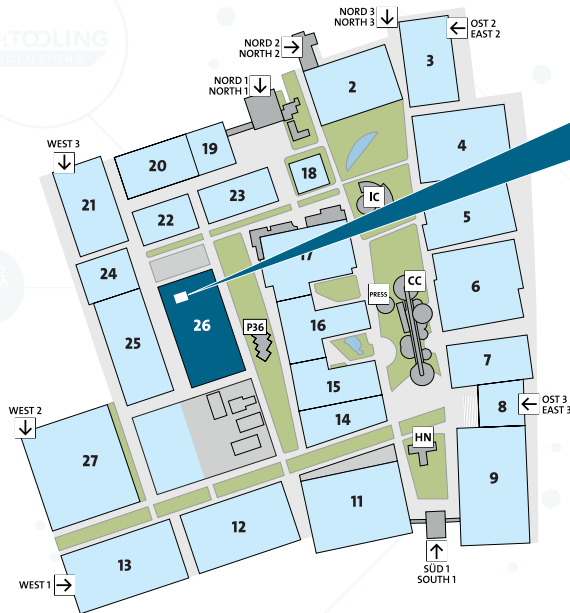 TOOLING
SOLUTIONS
NORD 3
NORTH 3
OST 2
EAST 2
NORD 2
NORTH 2
3
2
NORD 1
NORTH 1
4
WEST 3
19
20
18
IC
21
23
22
5
17
24
CC
6
PRESS
26
16
P36
25
7
15
8
OST 3
EAST 3
14
WEST 2
HN
27
9
11
12
13
SÜD 1
SOUTH 1
WEST 1